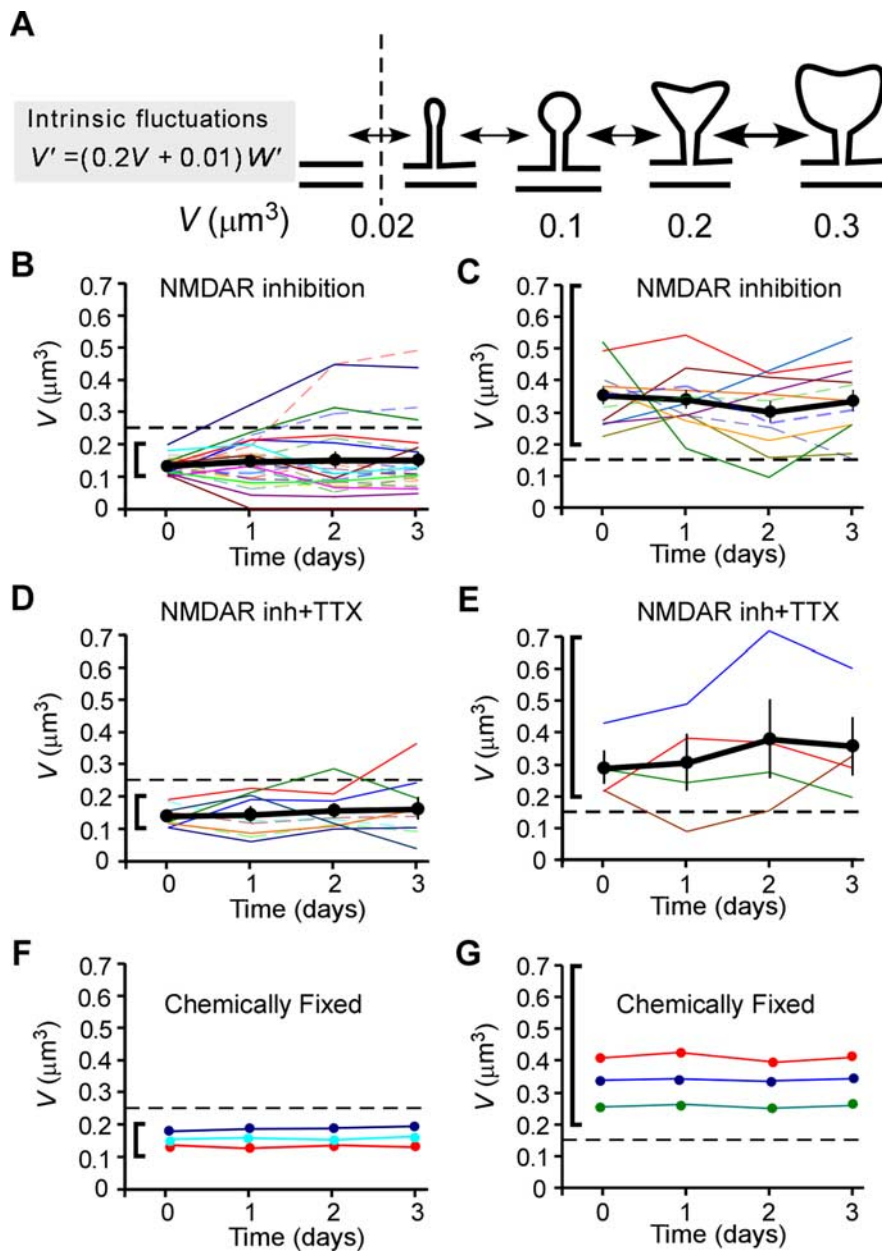 A
Intrinsic fluctuations
V′ =(0.2V + 0.01) W′
V (μm³) 0.02 0.1 0.2 0.3
B
NMDAR inhibition
V (μm³)
0.7
0.6
0.5
0.4
0.3
0.2
0.1
0
0 1 2 3
Time (days)
C
NMDAR inhibition
V (μm³)
0.7
0.6
0.5
0.4
0.3
0.2
0.1
0
0 1 2 3
Time (days)
D
NMDAR inh+TTX
V (μm³)
0.7
0.6
0.5
0.4
0.3
0.2
0.1
0
0 1 2 3
Time (days)
E
NMDAR inh+TTX
V (μm³)
0.7
0.6
0.5
0.4
0.3
0.2
0.1
0
0 1 2 3
Time (days)
F
Chemically Fixed
V (μm³)
0.7
0.6
0.5
0.4
0.3
0.2
0.1
0
0 1 2 3
Time (days)
G
Chemically Fixed
V (μm³)
0.7
0.6
0.5
0.4
0.3
0.2
0.1
0
0 1 2 3
Time (days)